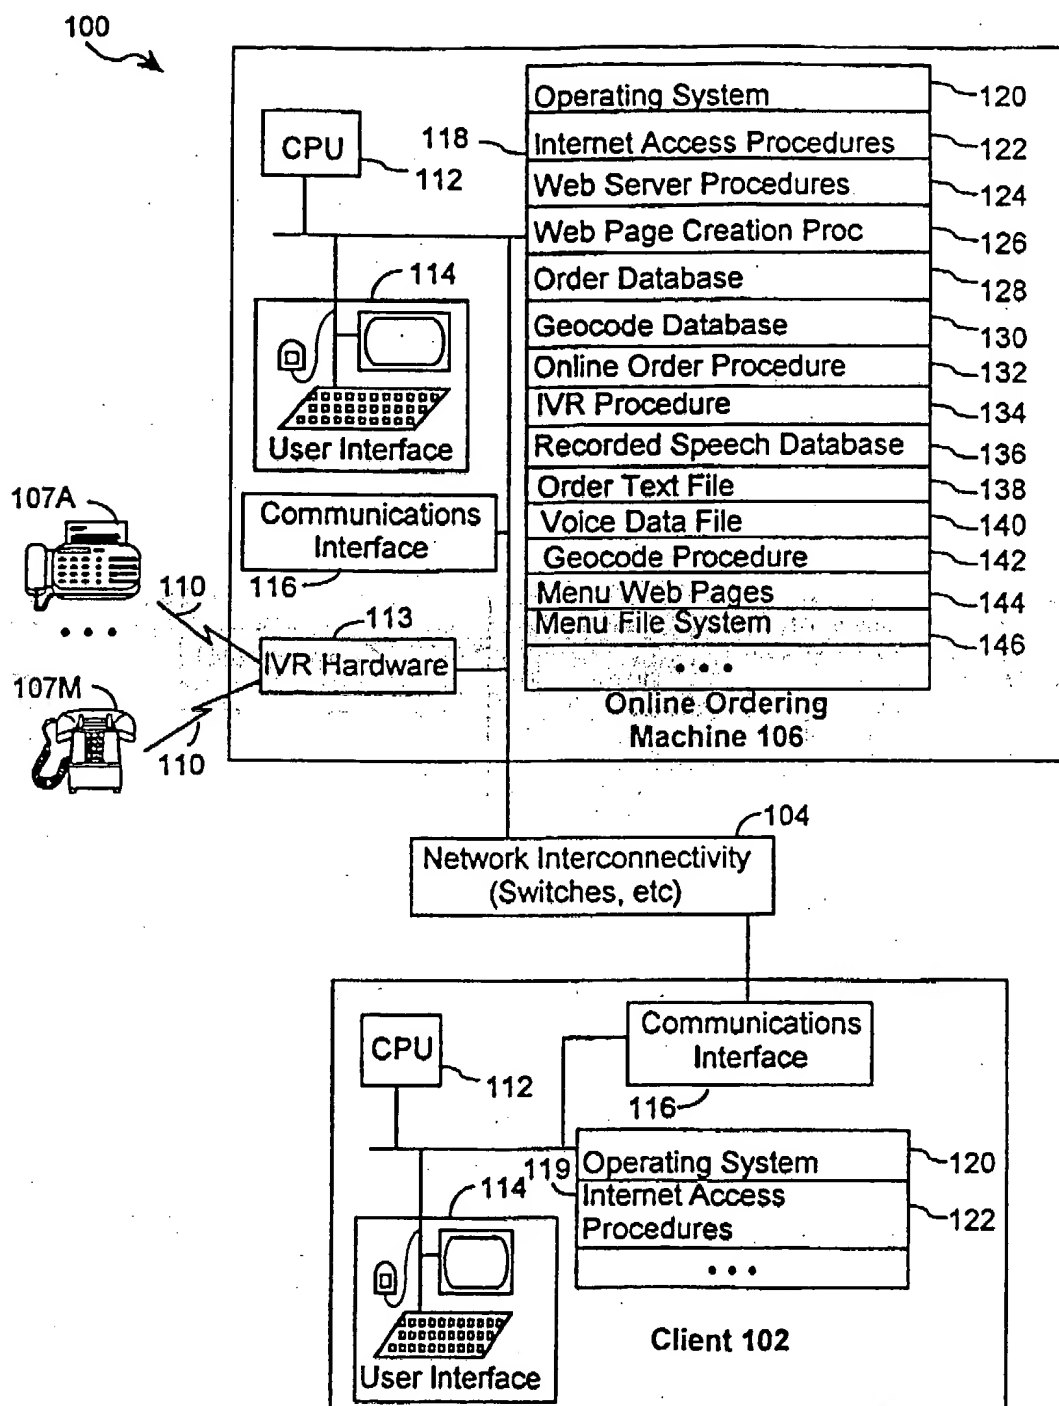 100
Operating System
120
CPU
118
Internet Access Procedures
122
112
Web Server Procedures
124
Web Page Creation Proc
126
114
Order Database
128
Geocode Database
130
Online Order Procedure
132
IVR Procedure
134
User Interface
Recorded Speech Database
136
107A
Order Text File
138
Communications
Interface
Voice Data File
140
116
Geocode Procedure
142
110
Menu Web Pages
144
113
Menu File System
146
• • •
IVR Hardware
• • •
107M
Online Ordering
Machine 106
110
104
Network Interconnectivity
(Switches, etc)
CPU
112
Communications
Interface
116
119
Operating System
120
114
Internet Access
Procedures
122
• • •
User Interface
Client 102